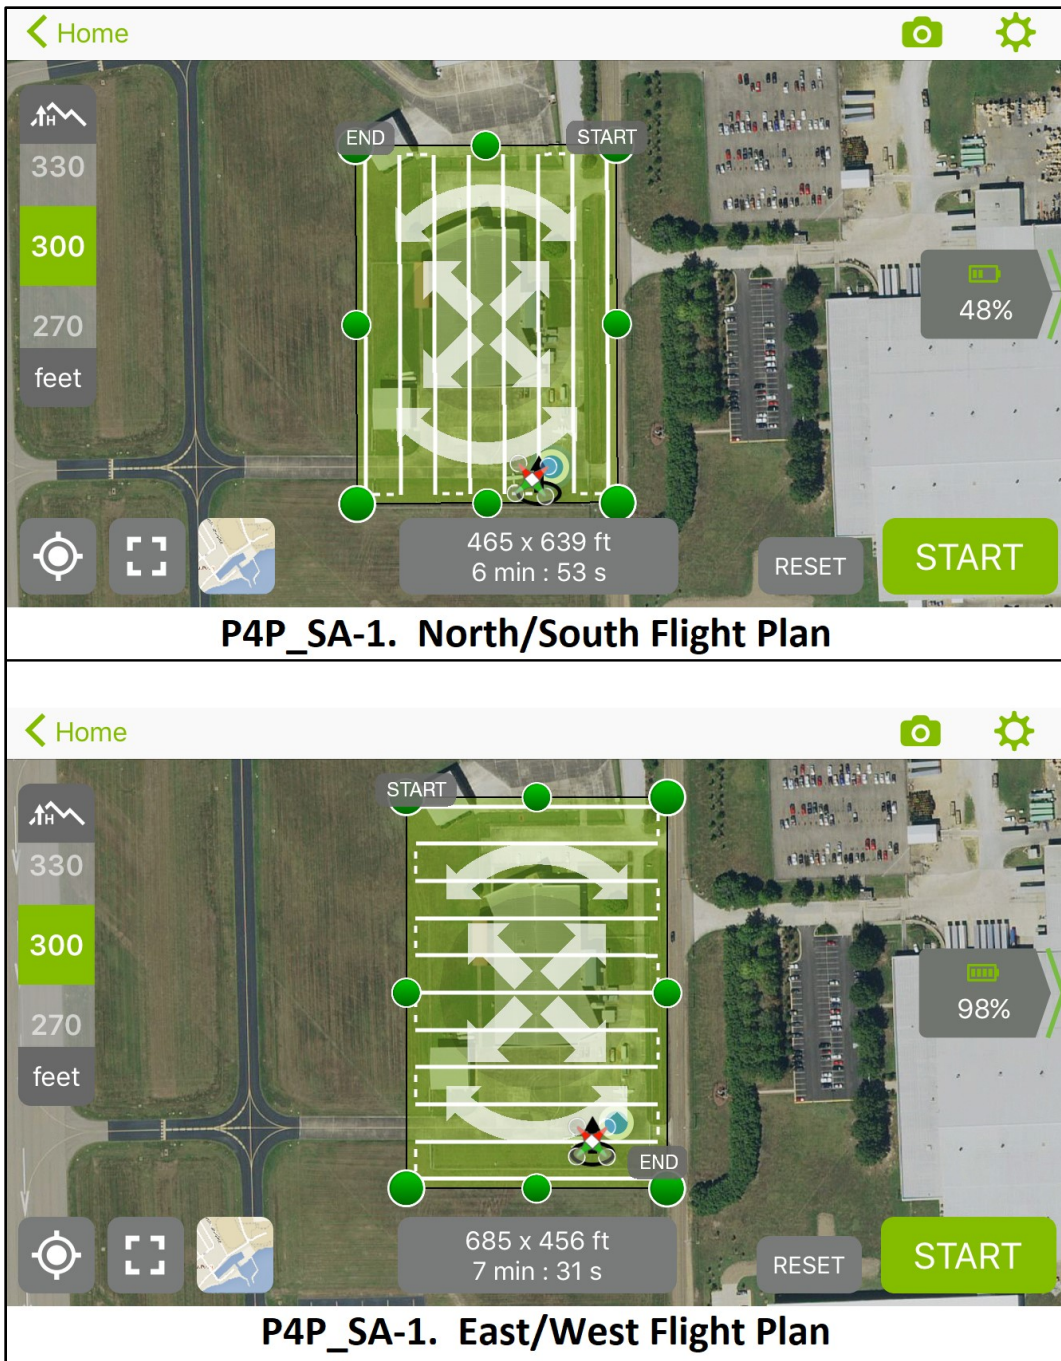 Home
H
330
300
270
feet
END
START
48%
465 x 639 ft
6 min : 53 s
RESET
START
P4P_SA-1.  North/South Flight Plan
Home
H
330
300
270
feet
START
98%
END
685 x 456 ft
7 min : 31 s
RESET
START
P4P_SA-1.  East/West Flight Plan